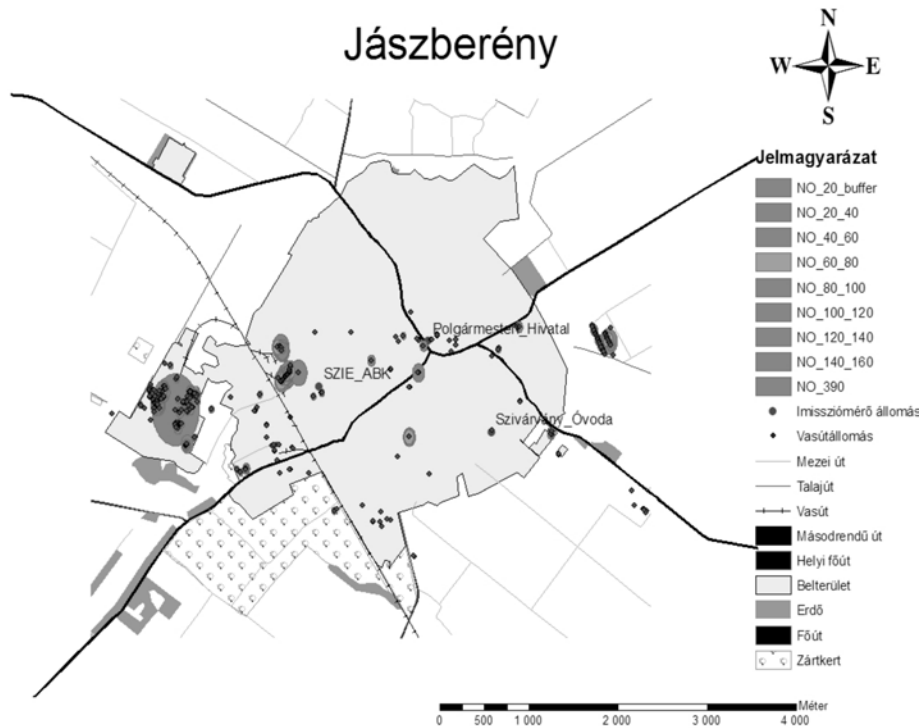 Jászberény
N
W E
S
Jelmagyarázat
NO_20_buffer
NO_20_40
NO_40_60
NO_60_80
NO_80_100
NO_100_120
NO_120_140
NO_140_160
NO_390
Imissziómérő állomás
Vasútállomás
Mezei út
Talajút
Vasút
Másodrendű út
Helyi főút
Belterület
Erdő
Főút
Zártkert
Polgármesteri_Hivatal
SZIE_ABK
Szivárvány_Óvoda
Méter
0 500 1 000 2 000 3 000 4 000